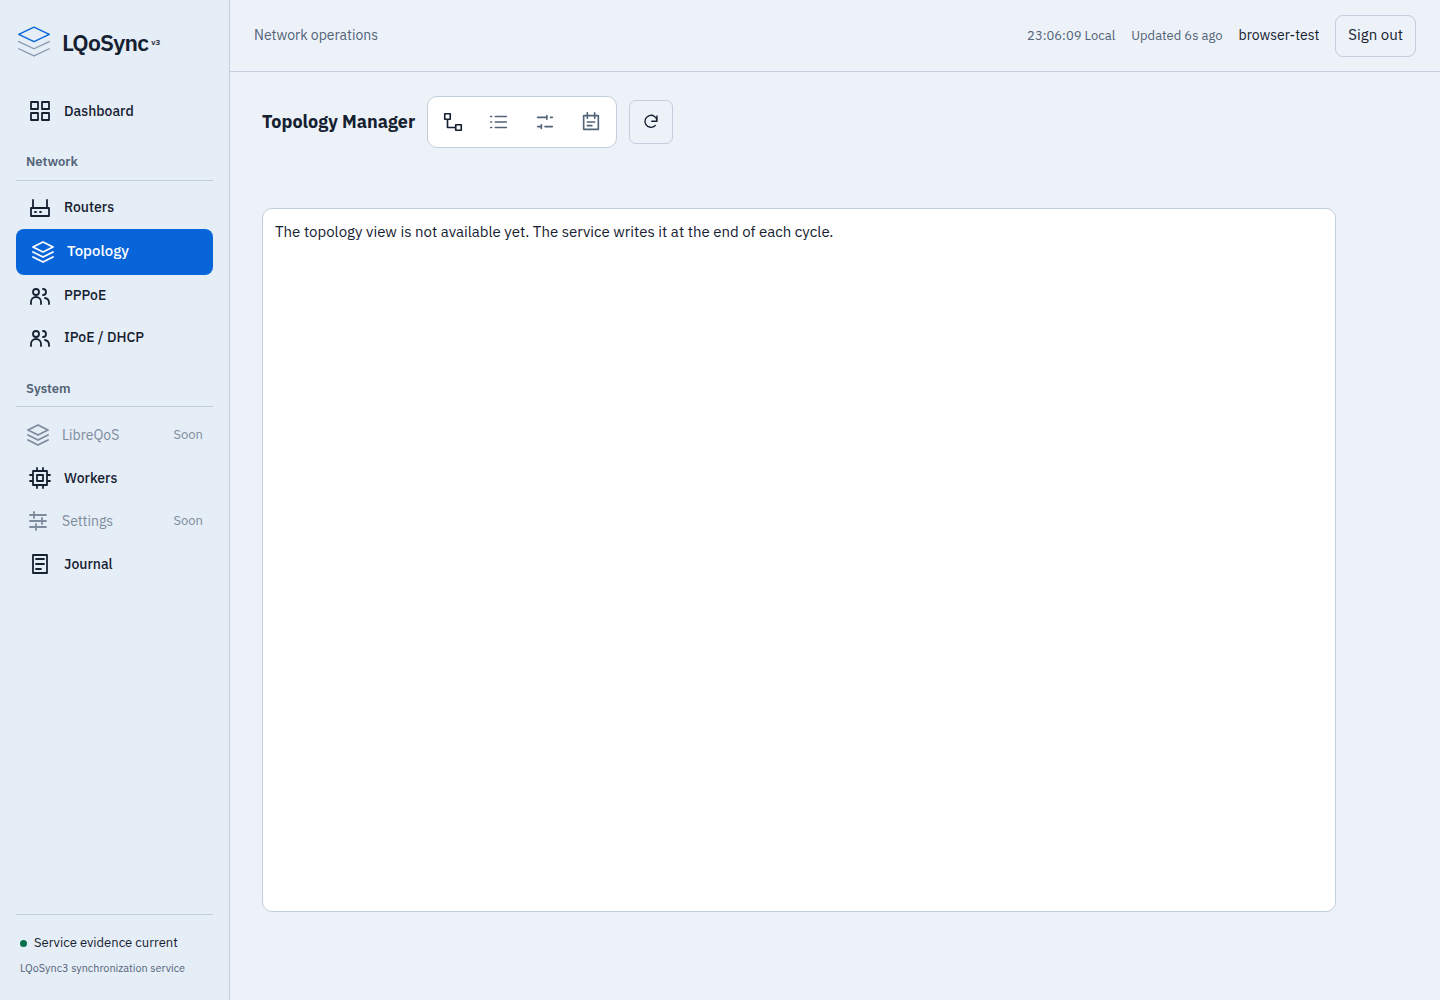 LQoSync v3
Dashboard
Network
Routers
Topology
PPPoE
IPoE / DHCP
System
LibreQoS Soon
Workers
Settings Soon
Journal
Service evidence current
LQoSync3 synchronization service
Network operations
23:06:09 Local Updated 6s ago browser-test Sign out
Topology Manager
The topology view is not available yet. The service writes it at the end of each cycle.